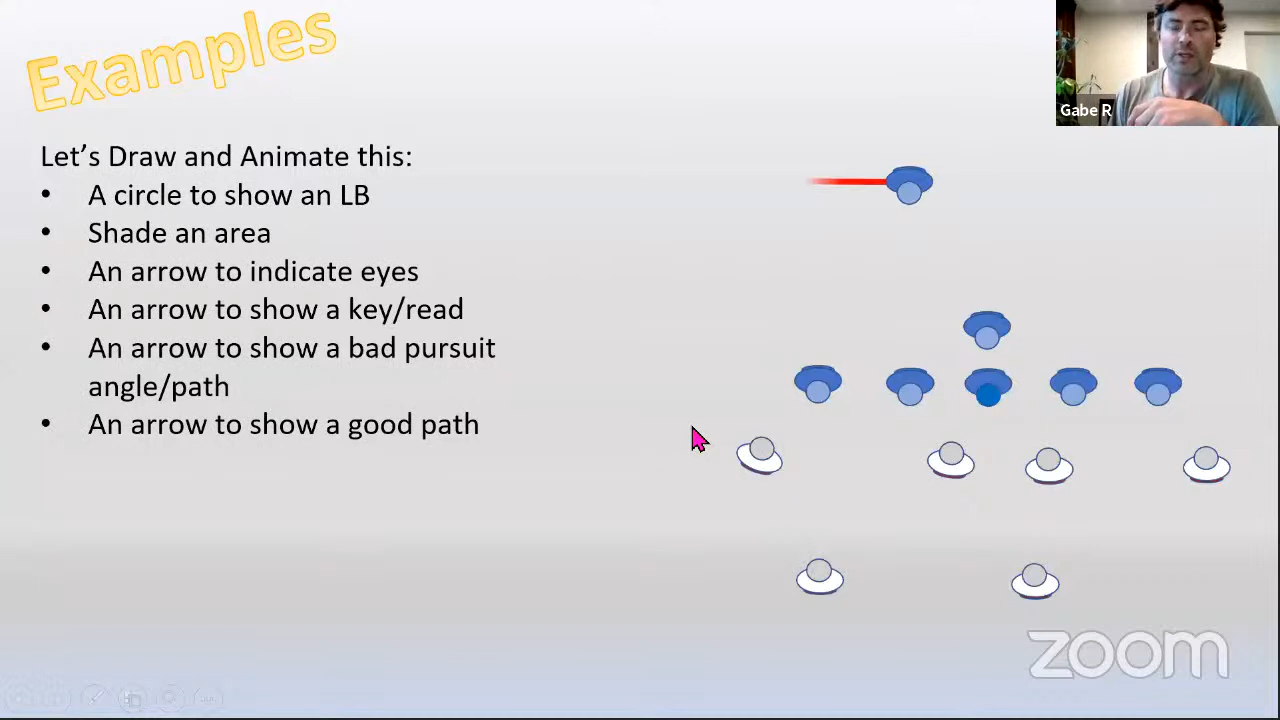 Examples
Gabe R
Let's Draw and Animate this:
• A circle to show an LB
• Shade an area
• An arrow to indicate eyes
• An arrow to show a key/read
• An arrow to show a bad pursuit
angle/path
• An arrow to show a good path
zoom